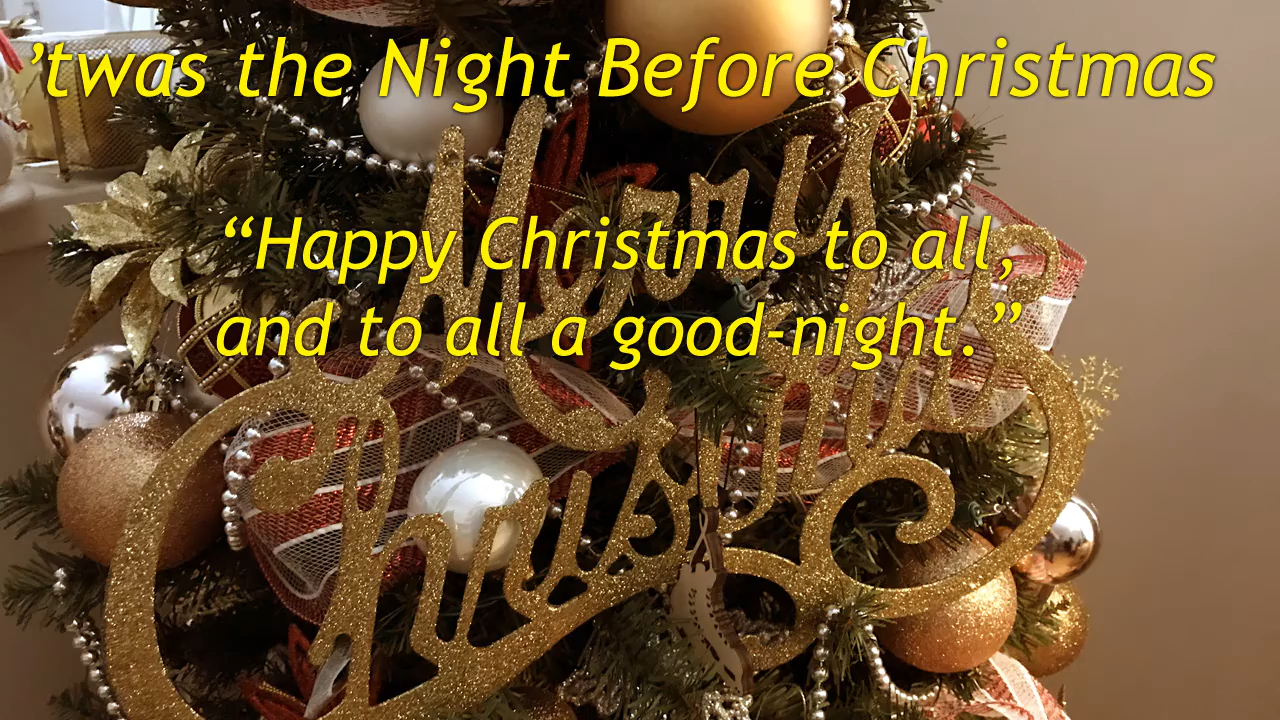 ’twas the Night Before Christmas
“Happy Christmas to all,
and to all a good-night.”
Merry
Christmas